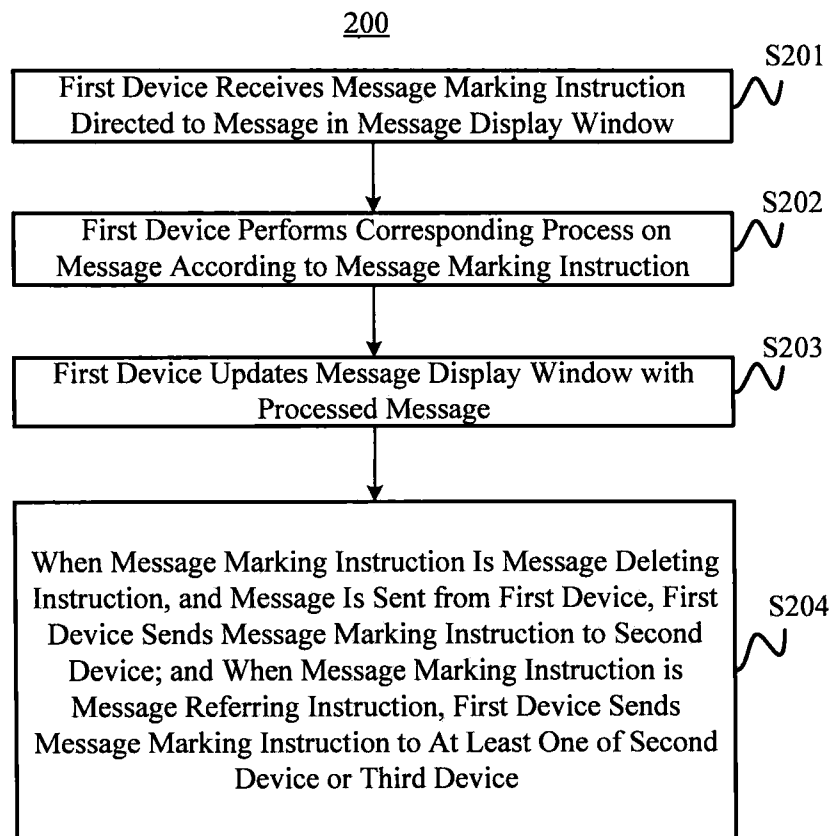 200
S201
First Device Receives Message Marking Instruction
Directed to Message in Message Display Window
S202
First Device Performs Corresponding Process on
Message According to Message Marking Instruction
S203
First Device Updates Message Display Window with
Processed Message
S204
When Message Marking Instruction Is Message Deleting
Instruction, and Message Is Sent from First Device, First
Device Sends Message Marking Instruction to Second
Device; and When Message Marking Instruction is
Message Referring Instruction, First Device Sends
Message Marking Instruction to At Least One of Second
Device or Third Device